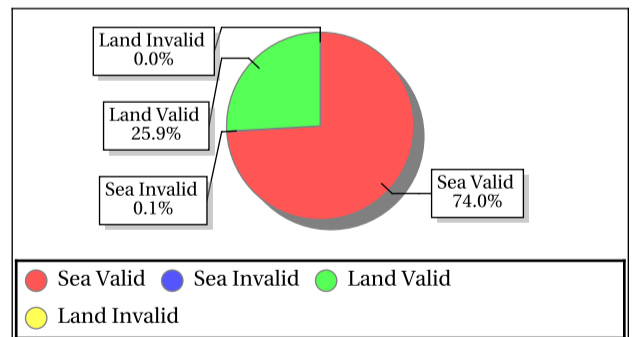 Land Invalid
0.0%
Land Valid
25.9%
Sea Invalid
0.1%
Sea Valid
74.0%
Sea Valid Sea Invalid Land Valid
Land Invalid